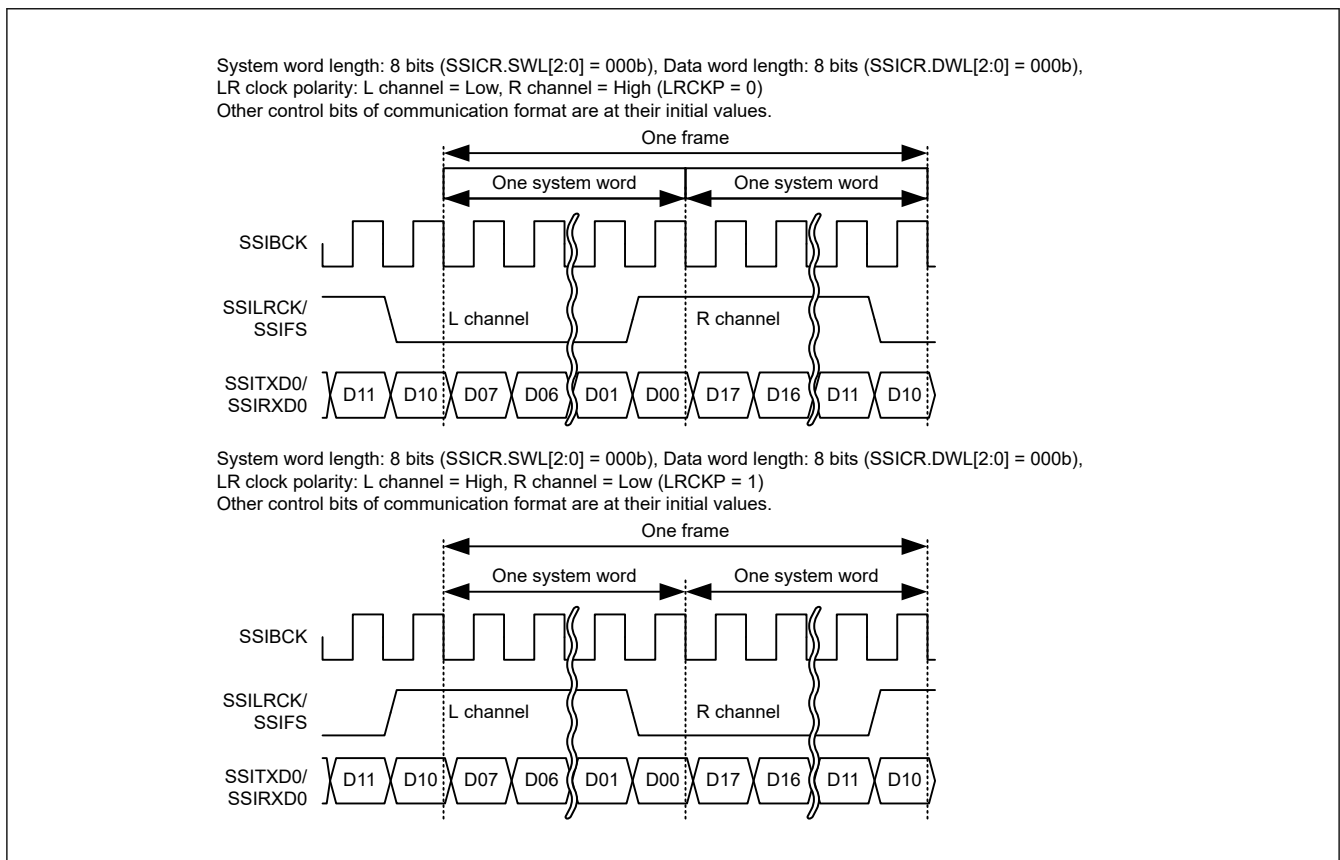 System word length: 8 bits (SSICR.SWL[2:0] = 000b), Data word length: 8 bits (SSICR.DWL[2:0] = 000b),
LR clock polarity: L channel = Low, R channel = High (LRCKP = 0)
Other control bits of communication format are at their initial values.
One frame
One system word One system word
SSIBCK
SSILRCK/
SSIFS
L channel R channel
SSITXD0/
SSIRXD0
D11 D10 D07 D06 D01 D00 D17 D16 D11 D10
System word length: 8 bits (SSICR.SWL[2:0] = 000b), Data word length: 8 bits (SSICR.DWL[2:0] = 000b),
LR clock polarity: L channel = High, R channel = Low (LRCKP = 1)
Other control bits of communication format are at their initial values.
One frame
One system word One system word
SSIBCK
SSILRCK/
SSIFS
L channel R channel
SSITXD0/
SSIRXD0
D11 D10 D07 D06 D01 D00 D17 D16 D11 D10